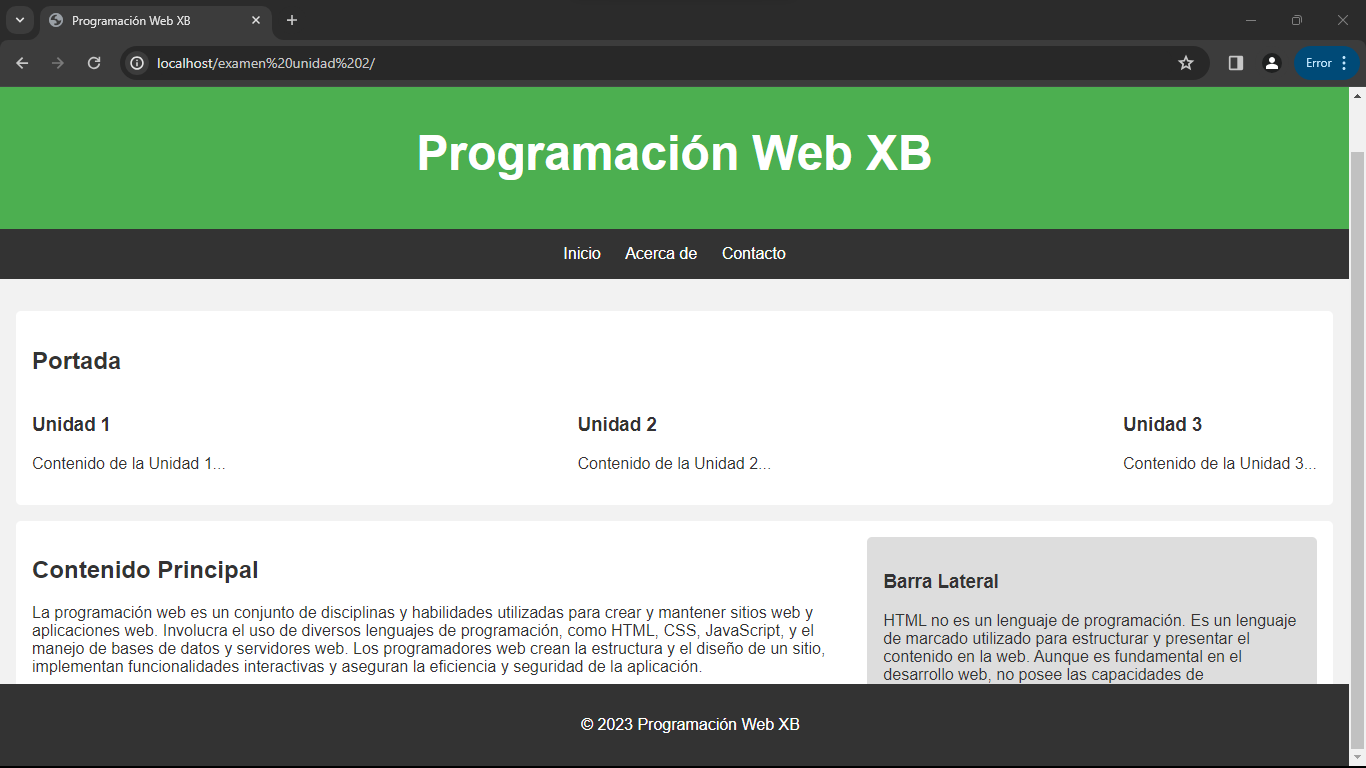 Programación Web XB
localhost/examen%20unidad%202/
Error
Programación Web XB
Inicio Acerca de Contacto
Portada
Unidad 1
Contenido de la Unidad 1...
Unidad 2
Contenido de la Unidad 2...
Unidad 3
Contenido de la Unidad 3...
Contenido Principal
La programación web es un conjunto de disciplinas y habilidades utilizadas para crear y mantener sitios web y
aplicaciones web. Involucra el uso de diversos lenguajes de programación, como HTML, CSS, JavaScript, y el
manejo de bases de datos y servidores web. Los programadores web crean la estructura y el diseño de un sitio,
implementan funcionalidades interactivas y aseguran la eficiencia y seguridad de la aplicación.
Barra Lateral
HTML no es un lenguaje de programación. Es un lenguaje
de marcado utilizado para estructurar y presentar el
contenido en la web. Aunque es fundamental en el
desarrollo web, no posee las capacidades de
© 2023 Programación Web XB